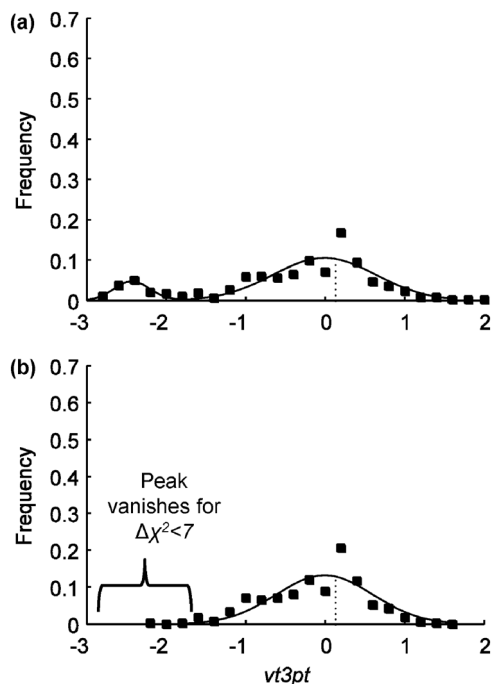 (a)
Frequency
0.7
0.6
0.5
0.4
0.3
0.2
0.1
0
-3 -2 -1 0 1 2
(b)
Frequency
0.7
0.6
0.5
0.4
0.3
0.2
0.1
0
Peak
vanishes for
Δχ²<7
-3 -2 -1 0 1 2
vt3pt